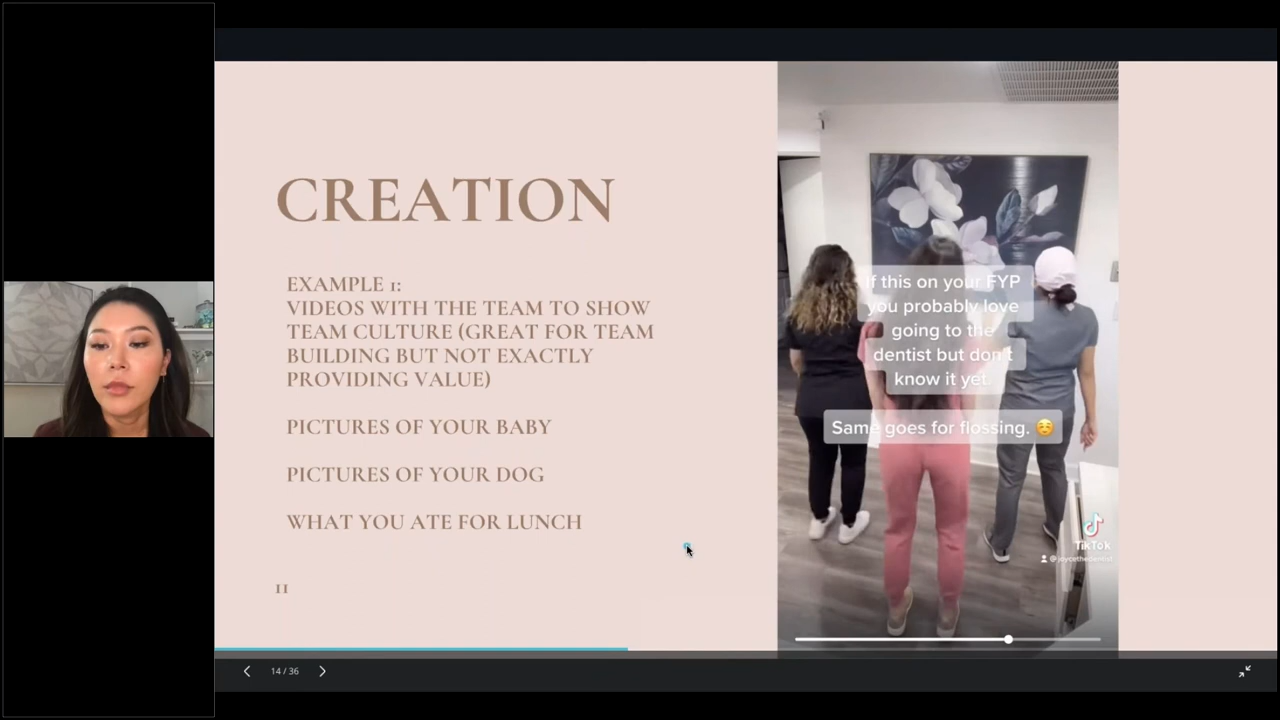 CREATION
EXAMPLE 1:
VIDEOS WITH THE TEAM TO SHOW
TEAM CULTURE (GREAT FOR TEAM
BUILDING BUT NOT EXACTLY
PROVIDING VALUE)
PICTURES OF YOUR BABY
PICTURES OF YOUR DOG
WHAT YOU ATE FOR LUNCH
11
If this on your FYP
you probably love
going to the
dentist but don't
know it yet.
Same goes for flossing. ☺️
TikTok
14 / 36